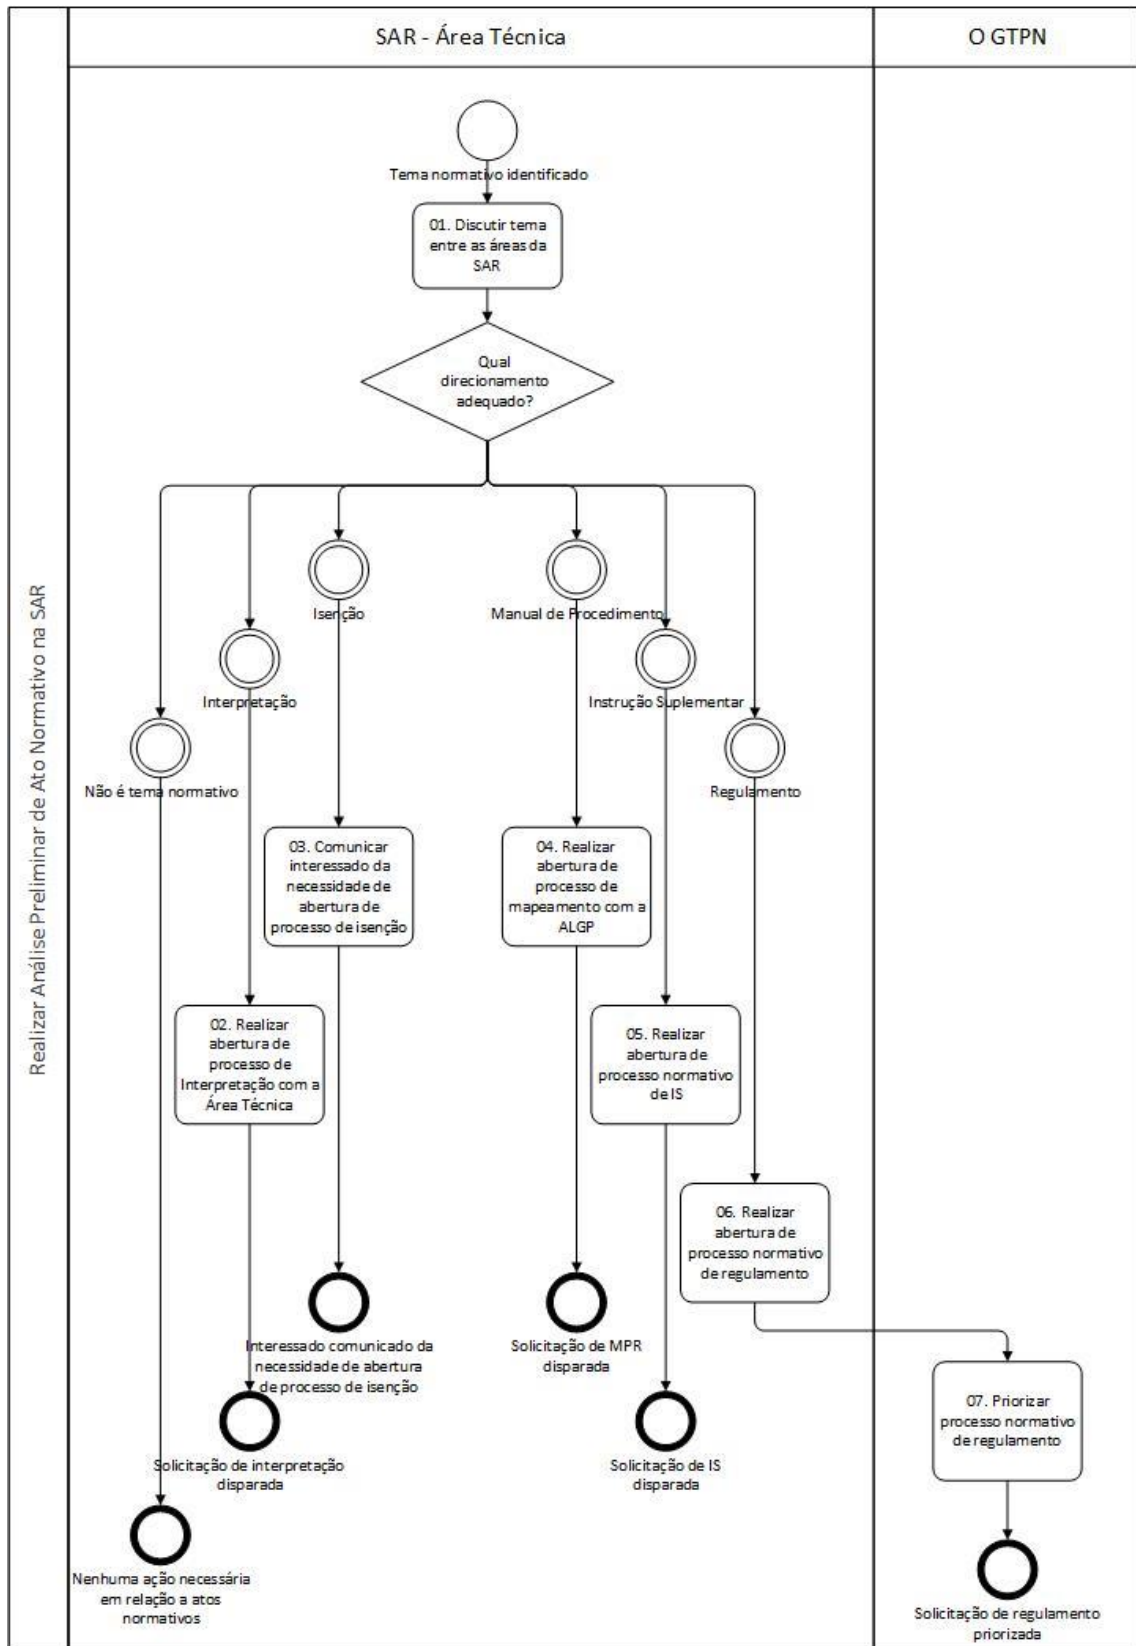 SAR - Área Técnica
O GTPN
Realizar Análise Preliminar de Ato Normativo na SAR
Tema normativo identificado
01. Discutir tema
entre as áreas da
SAR
Qual
direcionamento
adequado?
Isenção
Manual de Procedimento
Interpretação
Instrução Suplementar
Não é tema normativo
Regulamento
03. Comunicar
interessado da
necessidade de
abertura de
processo de isenção
04. Realizar
abertura de
processo de
mapeamento com a
ALGP
02. Realizar
abertura de
processo de
Interpretação com a
Área Técnica
05. Realizar
abertura de
processo normativo
de IS
06. Realizar
abertura de
processo normativo
de regulamento
Interessado comunicado da
necessidade de abertura
de processo de isenção
Solicitação de MPR
disparada
07. Priorizar
processo normativo
de regulamento
Solicitação de interpretação
disparada
Solicitação de IS
disparada
Nenhuma ação necessária
em relação a atos
normativos
Solicitação de regulamento
priorizada